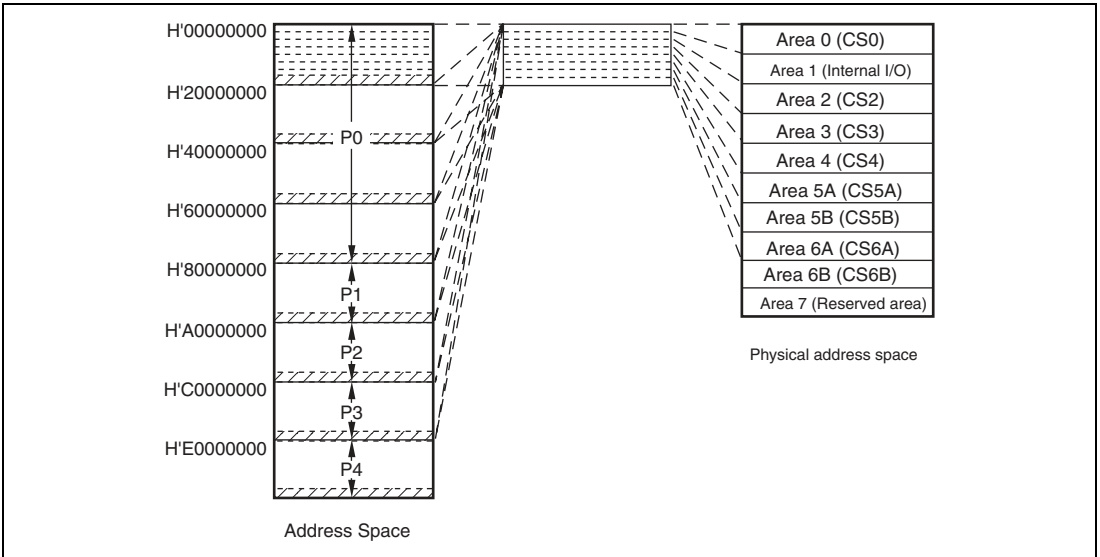 H'00000000
H'20000000
H'40000000
H'60000000
H'80000000
H'A0000000
H'C0000000
H'E0000000
P0
P1
P2
P3
P4
Address Space
Area 0 (CS0)
Area 1 (Internal I/O)
Area 2 (CS2)
Area 3 (CS3)
Area 4 (CS4)
Area 5A (CS5A)
Area 5B (CS5B)
Area 6A (CS6A)
Area 6B (CS6B)
Area 7 (Reserved area)
Physical address space